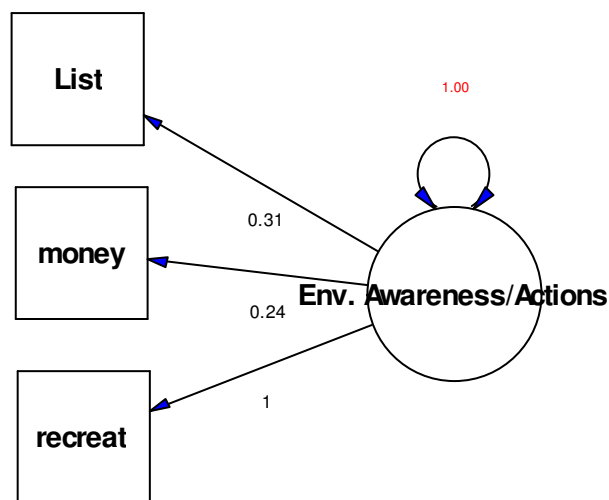 List
1.00
0.31
money
Env. Awareness/Actions
0.24
1
recreat